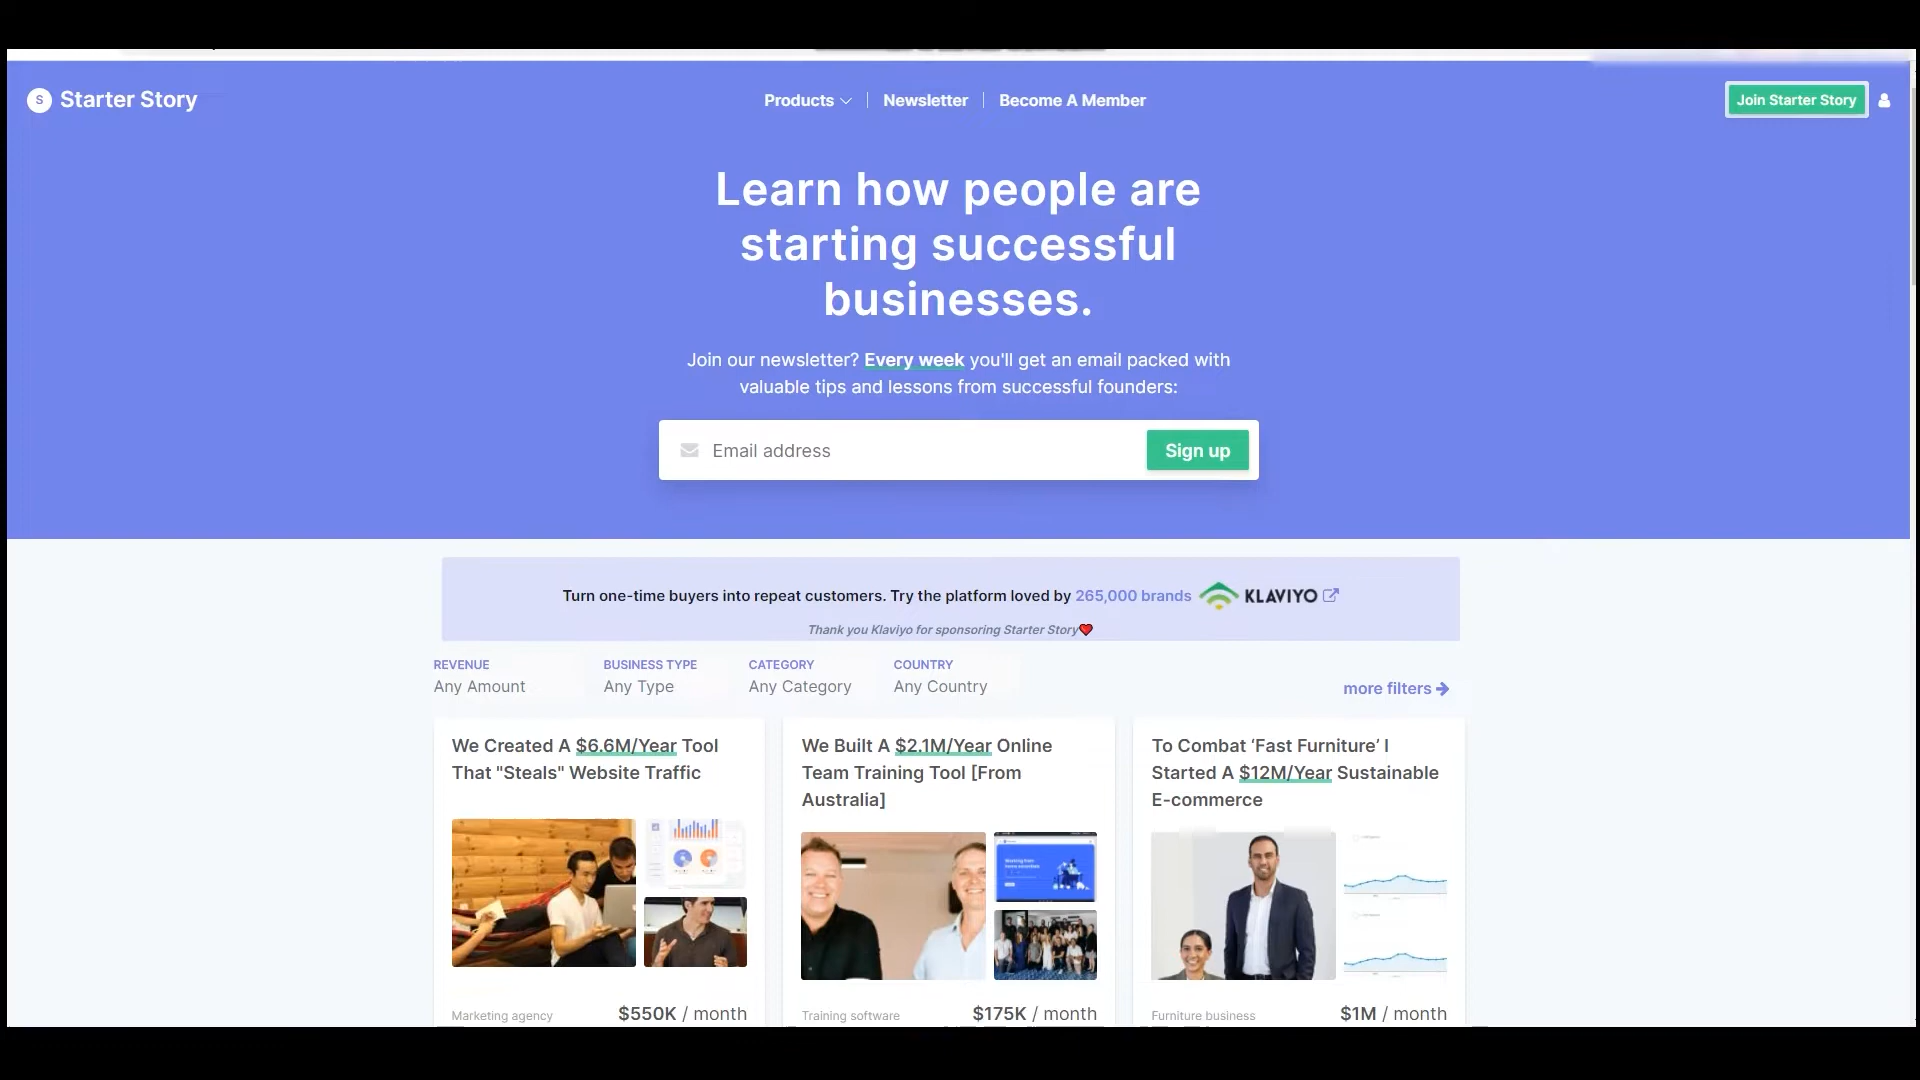 S Starter Story
Products
Newsletter
Become A Member
Join Starter Story
Learn how people are
starting successful
businesses.
Join our newsletter? Every week you'll get an email packed with
valuable tips and lessons from successful founders:
Email address
Sign up
Turn one-time buyers into repeat customers. Try the platform loved by 265,000 brands KLAVIYO
Thank you Klaviyo for sponsoring Starter Story
REVENUE
Any Amount
BUSINESS TYPE
Any Type
CATEGORY
Any Category
COUNTRY
Any Country
more filters
We Created A $6.6M/Year Tool
That "Steals" Website Traffic
Marketing agency
$550K / month
We Built A $2.1M/Year Online
Team Training Tool [From
Australia]
Training software
$175K / month
To Combat ‘Fast Furniture’ I
Started A $12M/Year Sustainable
E-commerce
Furniture business
$1M / month